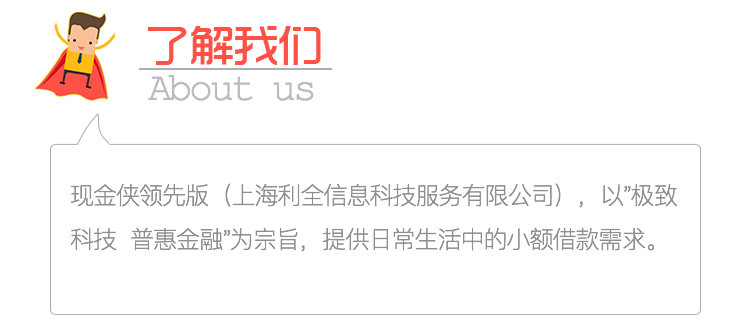 了解我们
About us
现金侠领先版（上海利全信息科技服务有限公司），以”极致
科技 普惠金融”为宗旨，提供日常生活中的小额借款需求。